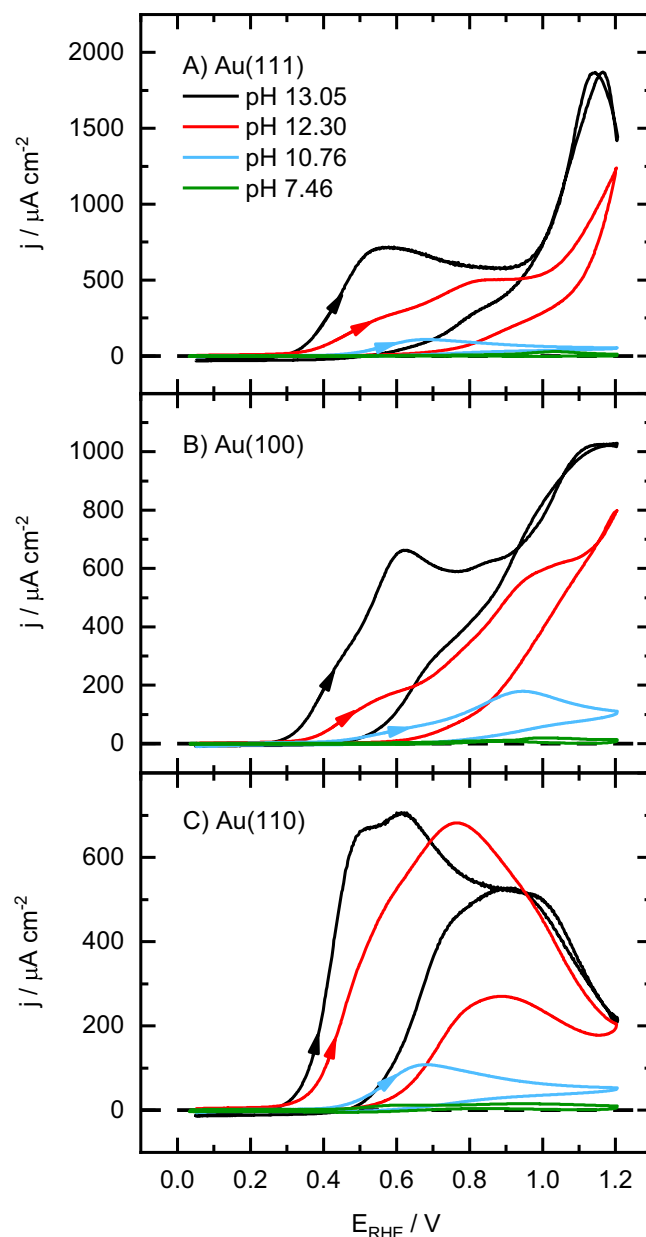 A) Au(111)
pH 13.05
pH 12.30
pH 10.76
pH 7.46
2000
1500
1000
500
0
j / μA cm⁻²
B) Au(100)
1000
800
600
400
200
0
j / μA cm⁻²
C) Au(110)
600
400
200
0
j / μA cm⁻²
0.0 0.2 0.4 0.6 0.8 1.0 1.2
E_RHE / V